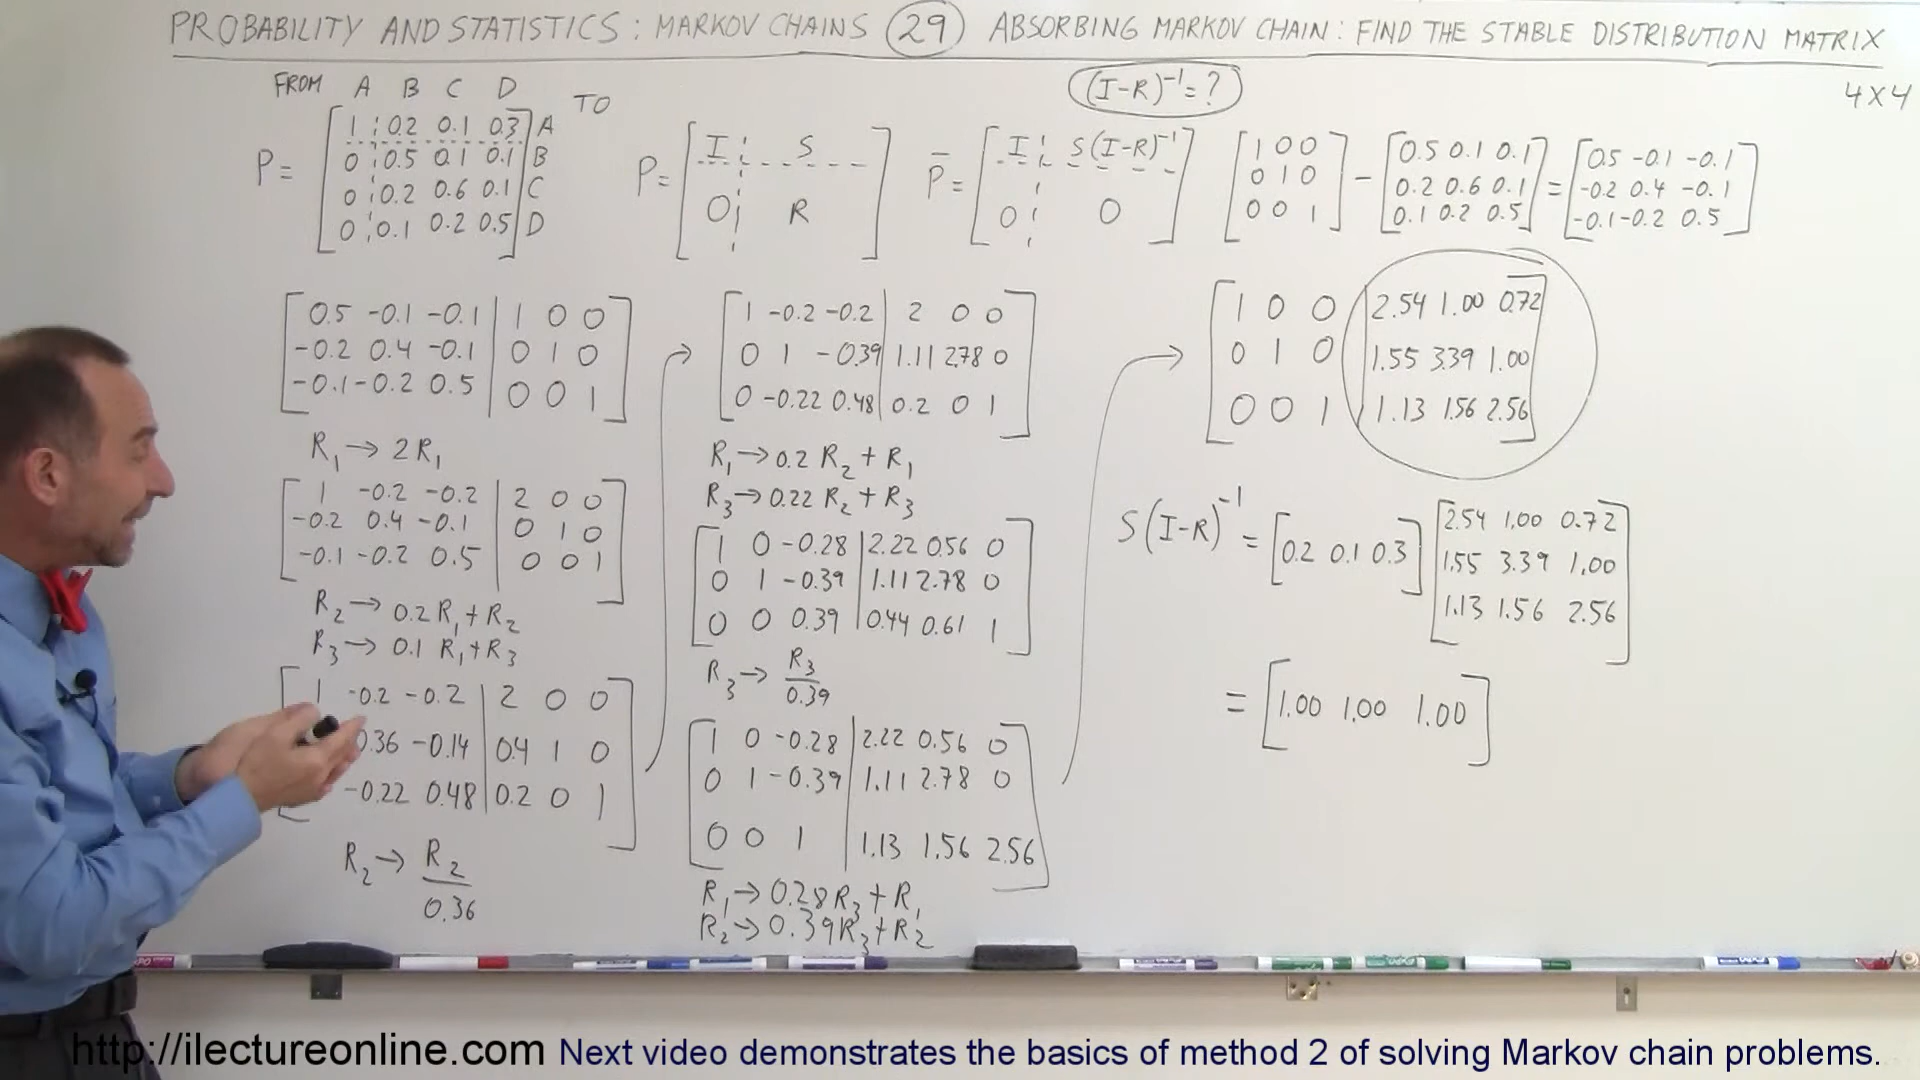 PROBABILITY AND STATISTICS: MARKOV CHAINS 29 ABSORBING MARKOV CHAIN: FIND THE STABLE DISTRIBUTION MATRIX
4X4
FROM A B C D TO
P= [1 0.2 0.1 0.3] A
0 0.5 0.1 0.1 B
0 0.2 0.6 0.1 C
0 0.1 0.2 0.5 D
P= [I S
0 R]
(I-R)⁻¹=?
P̅= [I S(I-R)⁻¹
0 0]
[1 0 0 - [0.5 0.1 0.1 = [0.5 -0.1 -0.1
0 1 0 0.2 0.6 0.1 -0.2 0.4 -0.1
0 0 1] 0.1 0.2 0.5] -0.1 -0.2 0.5]
[0.5 -0.1 -0.1 | 1 0 0
-0.2 0.4 -0.1 | 0 1 0
-0.1 -0.2 0.5 | 0 0 1]
R₁→2R₁
[1 -0.2 -0.2 | 2 0 0
-0.2 0.4 -0.1 | 0 1 0
-0.1 -0.2 0.5 | 0 0 1]
R₂→0.2R₁+R₂
R₃→0.1 R₁+R₃
[1 -0.2 -0.2 | 2 0 0
0.36 -0.14 | 0.4 1 0
-0.22 0.48 | 0.2 0 1]
R₂→ R₂
0.36
[1 -0.2 -0.2 | 2 0 0
0 1 -0.39 | 1.11 2.78 0
0 -0.22 0.48 | 0.2 0 1]
R₁→0.2 R₂+R₁
R₃→0.22 R₂+R₃
[1 0 -0.28 | 2.22 0.56 0
0 1 -0.39 | 1.11 2.78 0
0 0 0.39 | 0.44 0.61 1]
R₃→ R₃
0.39
[1 0 -0.28 | 2.22 0.56 0
0 1 -0.39 | 1.11 2.78 0
0 0 1 | 1.13 1.56 2.56]
R₁→0.28R₃+R₁
R₂→0.39R₃+R₂
[1 0 0 | 2.54 1.00 0.72
0 1 0 | 1.55 3.39 1.00
0 0 1 | 1.13 1.56 2.56]
S(I-R)⁻¹ = [0.2 0.1 0.3] [2.54 1.00 0.72
1.55 3.39 1.00
1.13 1.56 2.56]
= [1.00 1.00 1.00]
http://ilectureonline.com Next video demonstrates the basics of method 2 of solving Markov chain problems.